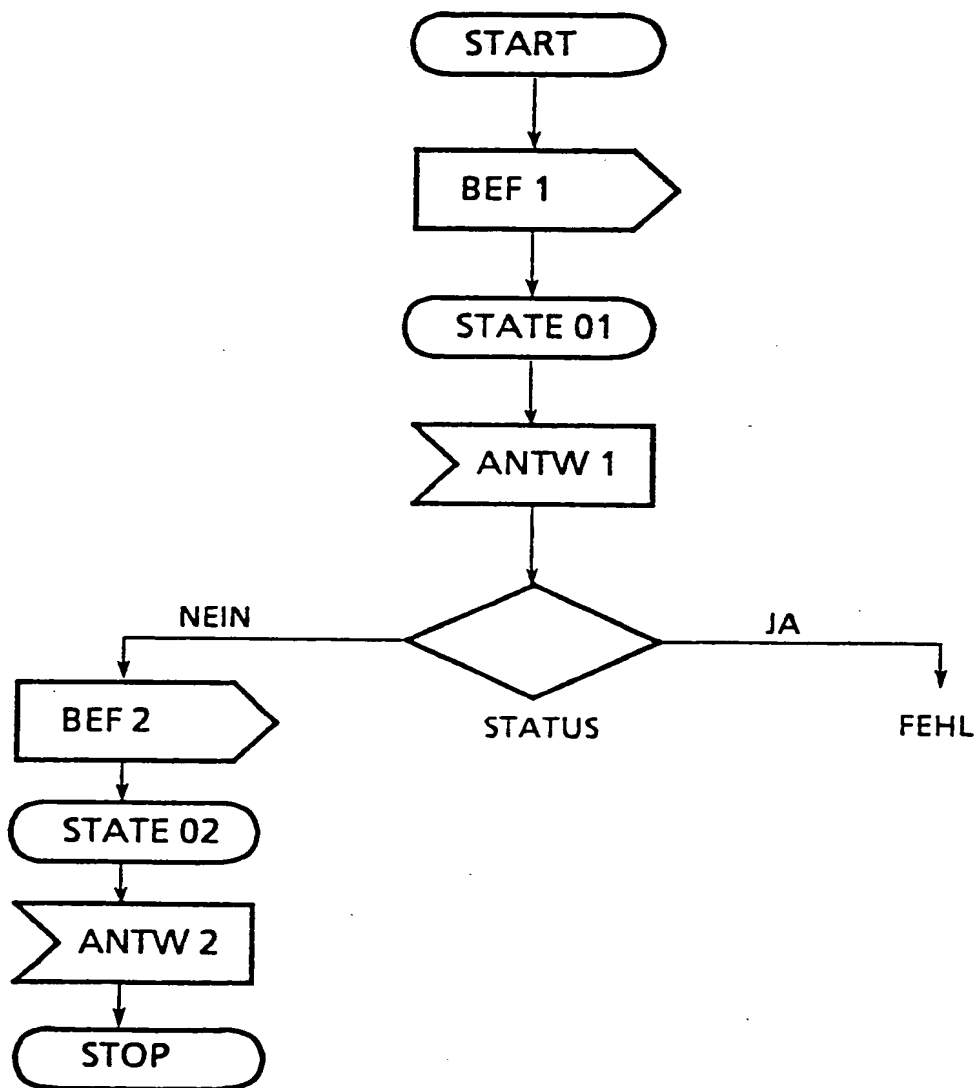 START
BEF 1
STATE 01
ANTW 1
NEIN
JA
STATUS
FEHL
BEF 2
STATE 02
ANTW 2
STOP